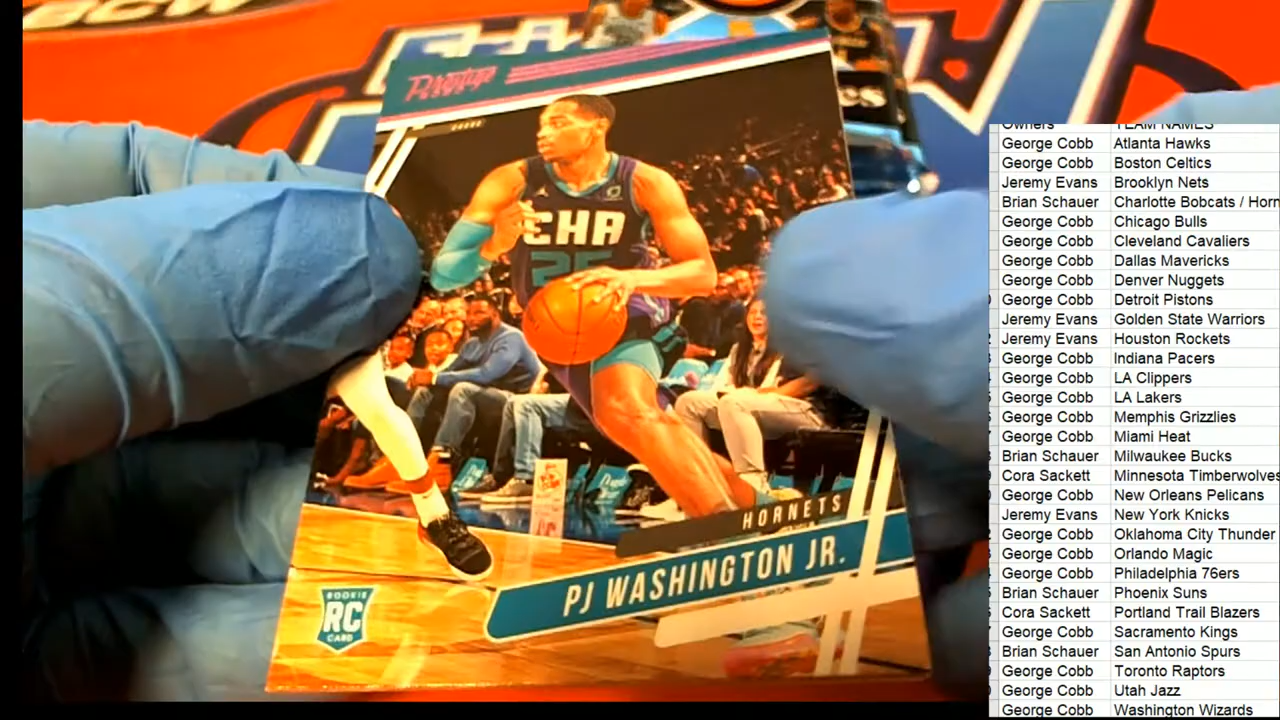 Prestige
CHA
25
HORNETS
PJ WASHINGTON JR.
ROOKIE
RC
CARD
Owners TEAM NAMES
George Cobb Atlanta Hawks
George Cobb Boston Celtics
Jeremy Evans Brooklyn Nets
Brian Schauer Charlotte Bobcats / Horn
George Cobb Chicago Bulls
George Cobb Cleveland Cavaliers
George Cobb Dallas Mavericks
George Cobb Denver Nuggets
George Cobb Detroit Pistons
Jeremy Evans Golden State Warriors
Jeremy Evans Houston Rockets
George Cobb Indiana Pacers
George Cobb LA Clippers
George Cobb LA Lakers
George Cobb Memphis Grizzlies
George Cobb Miami Heat
Brian Schauer Milwaukee Bucks
Cora Sackett Minnesota Timberwolves
George Cobb New Orleans Pelicans
Jeremy Evans New York Knicks
George Cobb Oklahoma City Thunder
George Cobb Orlando Magic
George Cobb Philadelphia 76ers
Brian Schauer Phoenix Suns
Cora Sackett Portland Trail Blazers
George Cobb Sacramento Kings
Brian Schauer San Antonio Spurs
George Cobb Toronto Raptors
George Cobb Utah Jazz
George Cobb Washington Wizards